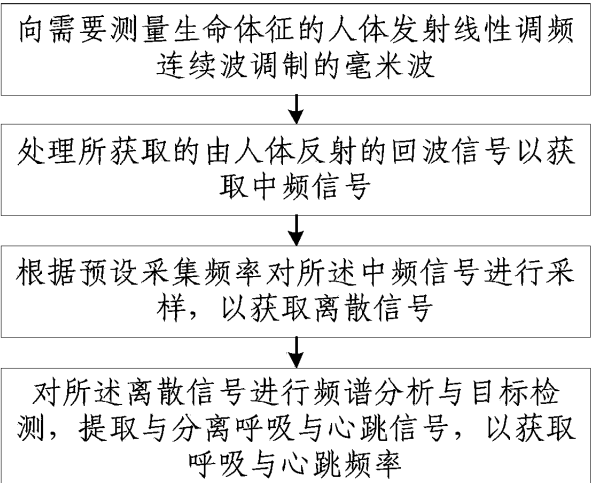 向需要测量生命体征的人体发射线性调频
连续波调制的毫米波
处理所获取的由人体反射的回波信号以获
取中频信号
根据预设采集频率对所述中频信号进行采
样，以获取离散信号
对所述离散信号进行频谱分析与目标检
测，提取与分离呼吸与心跳信号，以获取
呼吸与心跳频率